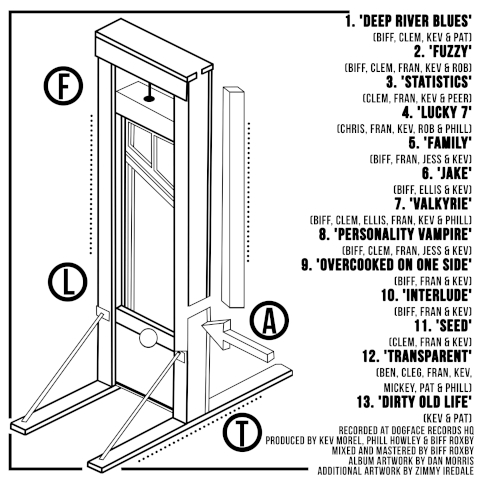 1. 'DEEP RIVER BLUES'
(BIFF, CLEM, KEV & PAT)
2. 'FUZZY'
(BIFF, CLEM, FRAN, KEV & ROB)
3. 'STATISTICS'
(CLEM, FRAN, KEV & PEER)
4. 'LUCKY 7'
(CHRIS, FRAN, KEV, ROB & PHILL)
5. 'FAMILY'
(BIFF, FRAN, JESS & KEV)
6. 'JAKE'
(BIFF, ELLIS & KEV)
7. 'VALKYRIE'
(BIFF, CLEM, ELLIS, FRAN, KEV & PHILL)
8. 'PERSONALITY VAMPIRE'
(BIFF, CLEM, FRAN, JESS & KEV)
9. 'OVERCOOKED ON ONE SIDE'
(BIFF, FRAN & KEV)
10. 'INTERLUDE'
(BIFF, FRAN & KEV)
11. 'SEED'
(CLEM, FRAN & KEV)
12. 'TRANSPARENT'
(BEN, CLEG, FRAN, KEV,
MICKEY, PAT & PHILL)
13. 'DIRTY OLD LIFE'
(KEV & PAT)
RECORDED AT DOGFACE RECORDS HQ
PRODUCED BY KEV MOREL, PHILL HOWLEY & BIFF ROXBY
MIXED AND MASTERED BY BIFF ROXBY
ALBUM ARTWORK BY DAN MORRIS
ADDITIONAL ARTWORK BY ZIMMY IREDALE
F
L
A
T